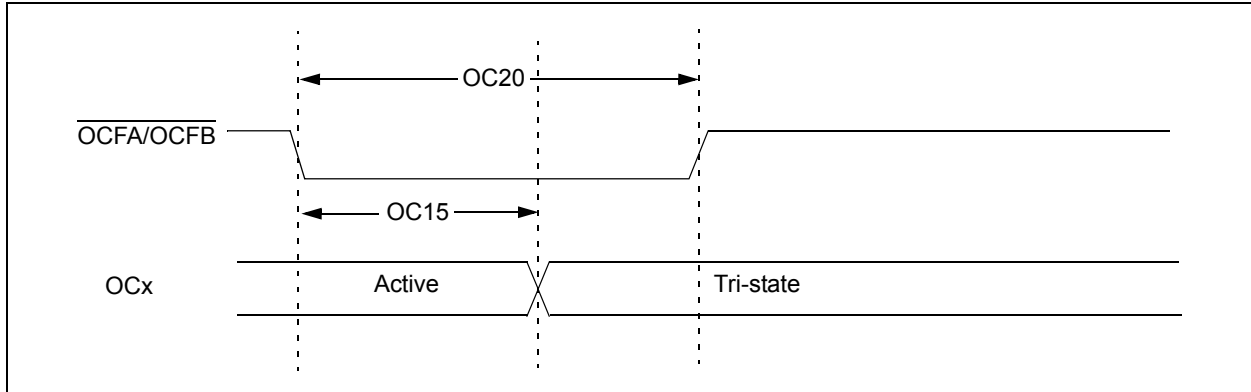 OC20
OCFA/OCFB
OC15
OCx
Active
Tri-state